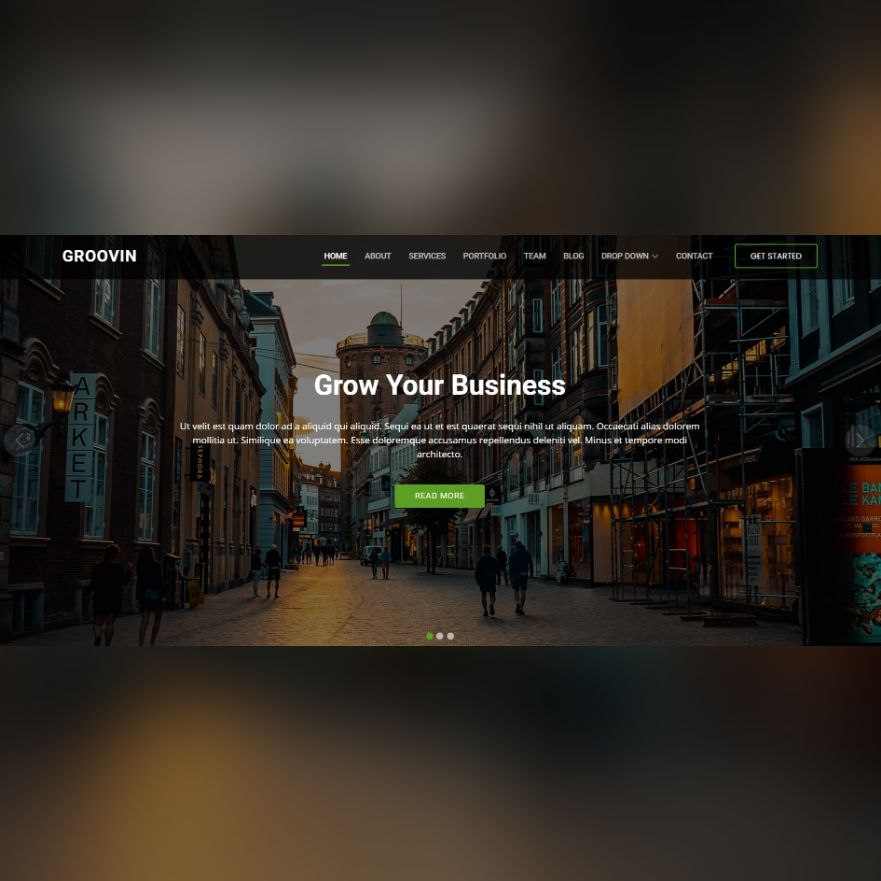 GROOVIN
HOME ABOUT SERVICES PORTFOLIO TEAM BLOG DROP DOWN CONTACT GET STARTED
Grow Your Business
Ut velit est quam dolor ad a aliquid qui aliquid. Sequi ea ut et est quaerat sequi nihil ut aliquam. Occaecati alias dolorem
mollitia ut. Similique ea voluptatem. Esse doloremque accusamus repellendus deleniti vel. Minus et tempore modi
architecto.
READ MORE
ARKET
SEPHORA